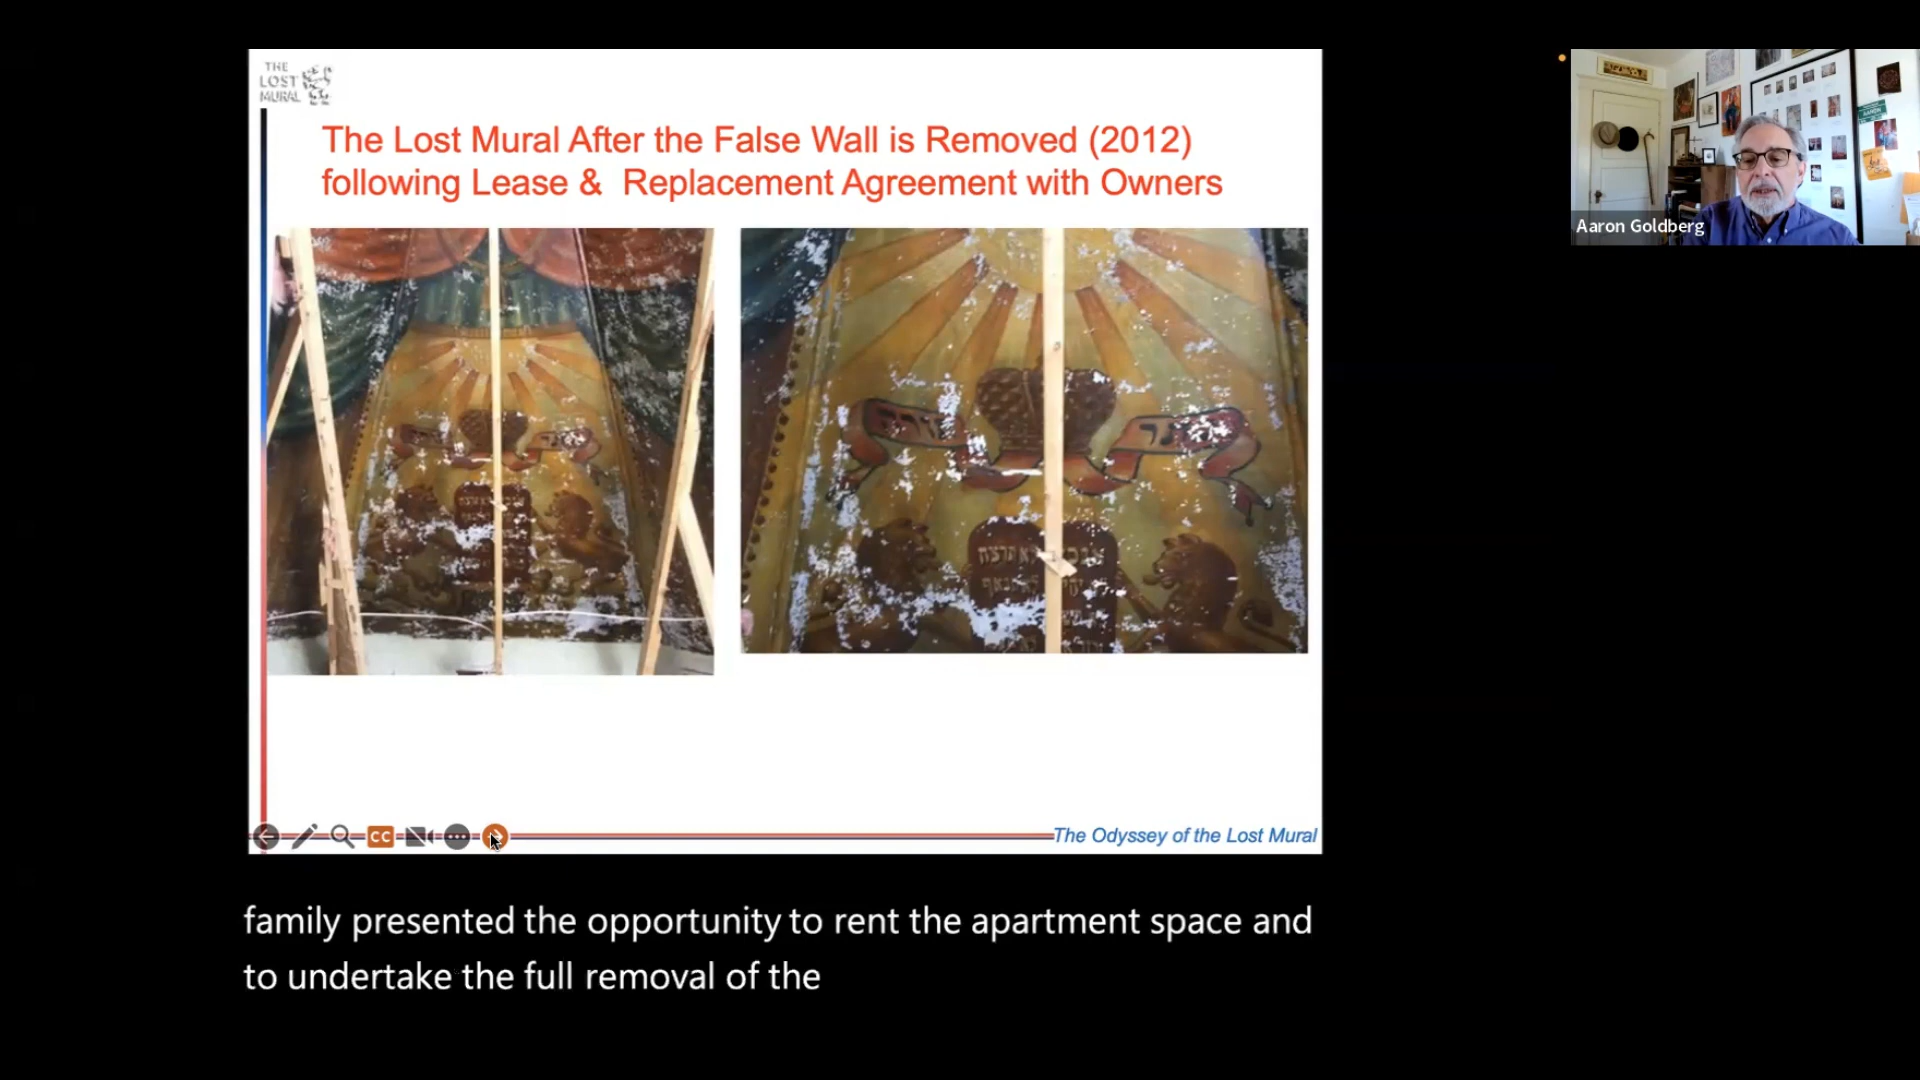 THE
LOST
MURAL
The Lost Mural After the False Wall is Removed (2012)
following Lease & Replacement Agreement with Owners
Aaron Goldberg
CC
The Odyssey of the Lost Mural
family presented the opportunity to rent the apartment space and
to undertake the full removal of the